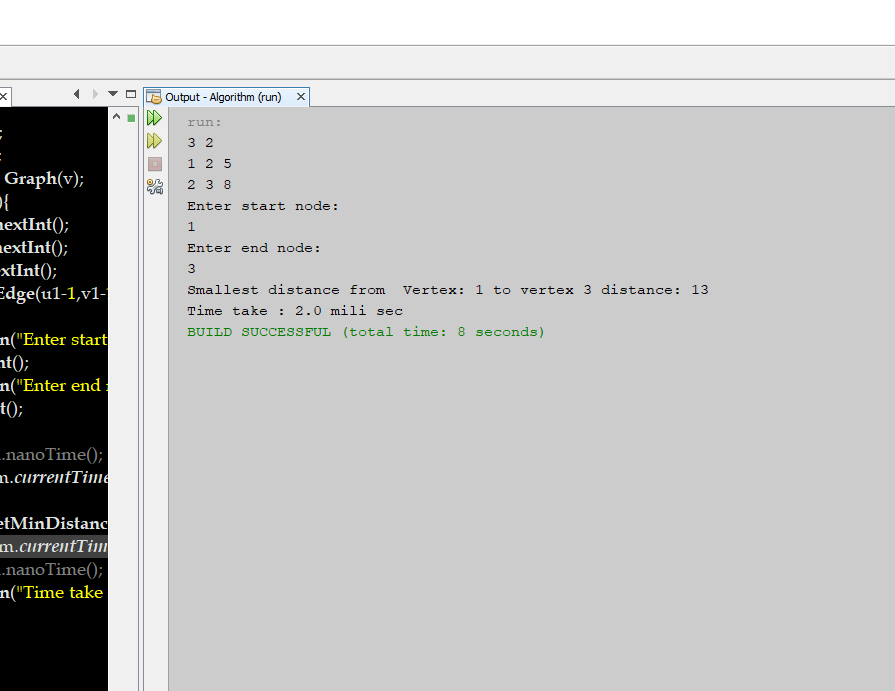 Output - Algorithm (run)
;
:
Graph(v);
){
nextInt();
nextInt();
extInt();
Edge(u1-1,v1-
n("Enter start
nt();
n("Enter end
t();
.nanoTime();
m.currentTime
etMinDistanc
m.currentTim
.nanoTime();
n("Time take
run:
3 2
1 2 5
2 3 8
Enter start node:
1
Enter end node:
3
Smallest distance from  Vertex: 1 to vertex 3 distance: 13
Time take : 2.0 mili sec
BUILD SUCCESSFUL (total time: 8 seconds)